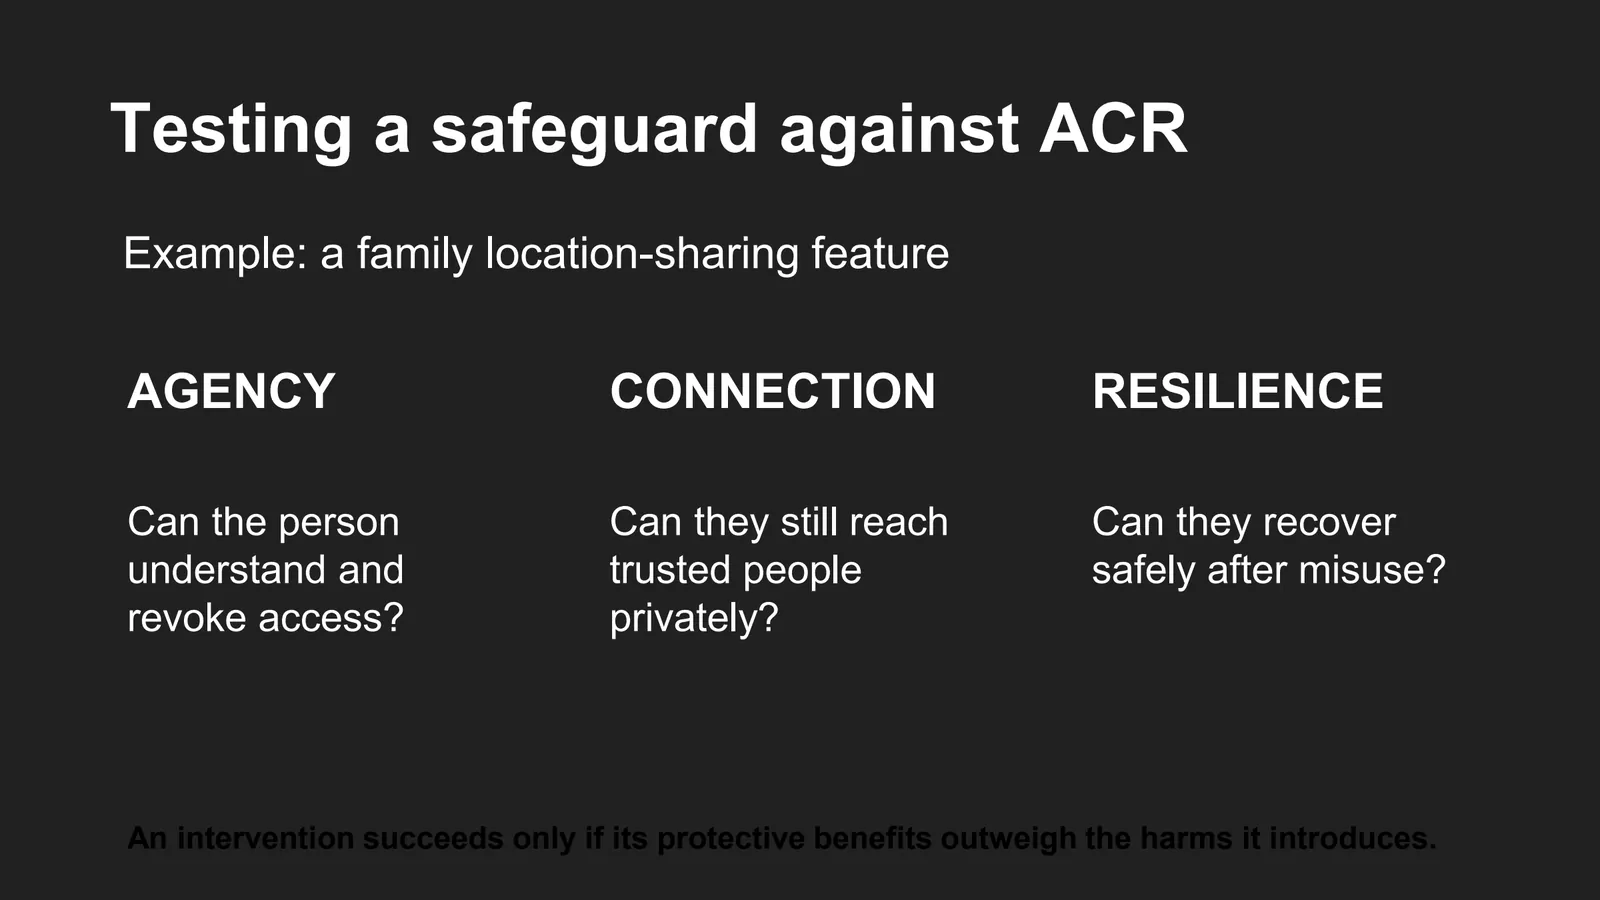 Testing a safeguard against ACR
Example: a family location-sharing feature
AGENCY
Can the person
understand and
revoke access?
CONNECTION
Can they still reach
trusted people
privately?
RESILIENCE
Can they recover
safely after misuse?
An intervention succeeds only if its protective benefits outweigh the harms it introduces.